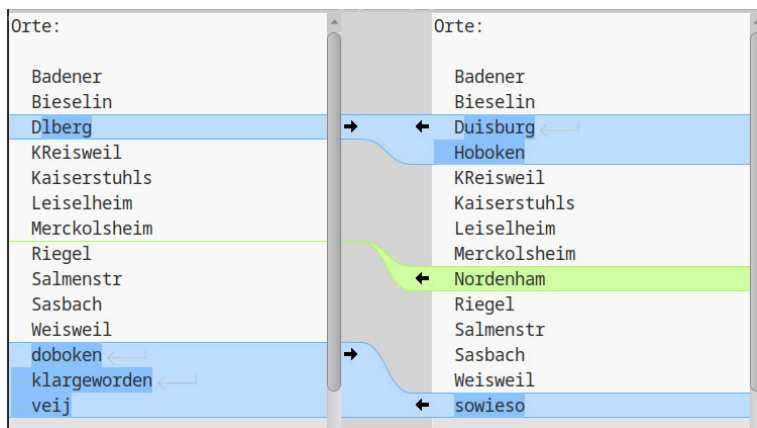 Orte:
Badener
Bieselin
Dlberg
KReisweil
Kaiserstuhls
Leiselheim
Merckolsheim
Riegel
Salmenstr
Sasbach
Weisweil
doboken
klargeworden
veij
Orte:
Badener
Bieselin
Duisburg
Hoboken
KReisweil
Kaiserstuhls
Leiselheim
Merckolsheim
Nordenham
Riegel
Salmenstr
Sasbach
Weisweil
sowieso